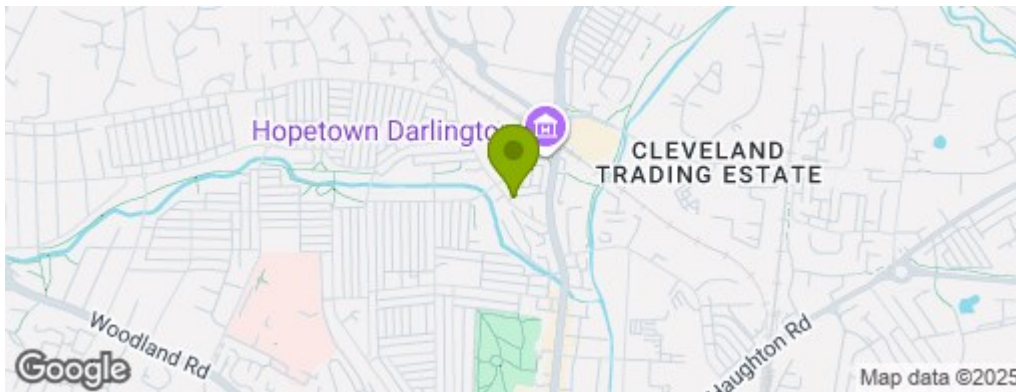 Hopetown Darlington
CLEVELAND
TRADING ESTATE
Woodland Rd
Haughton Rd
Google
Map data ©2025